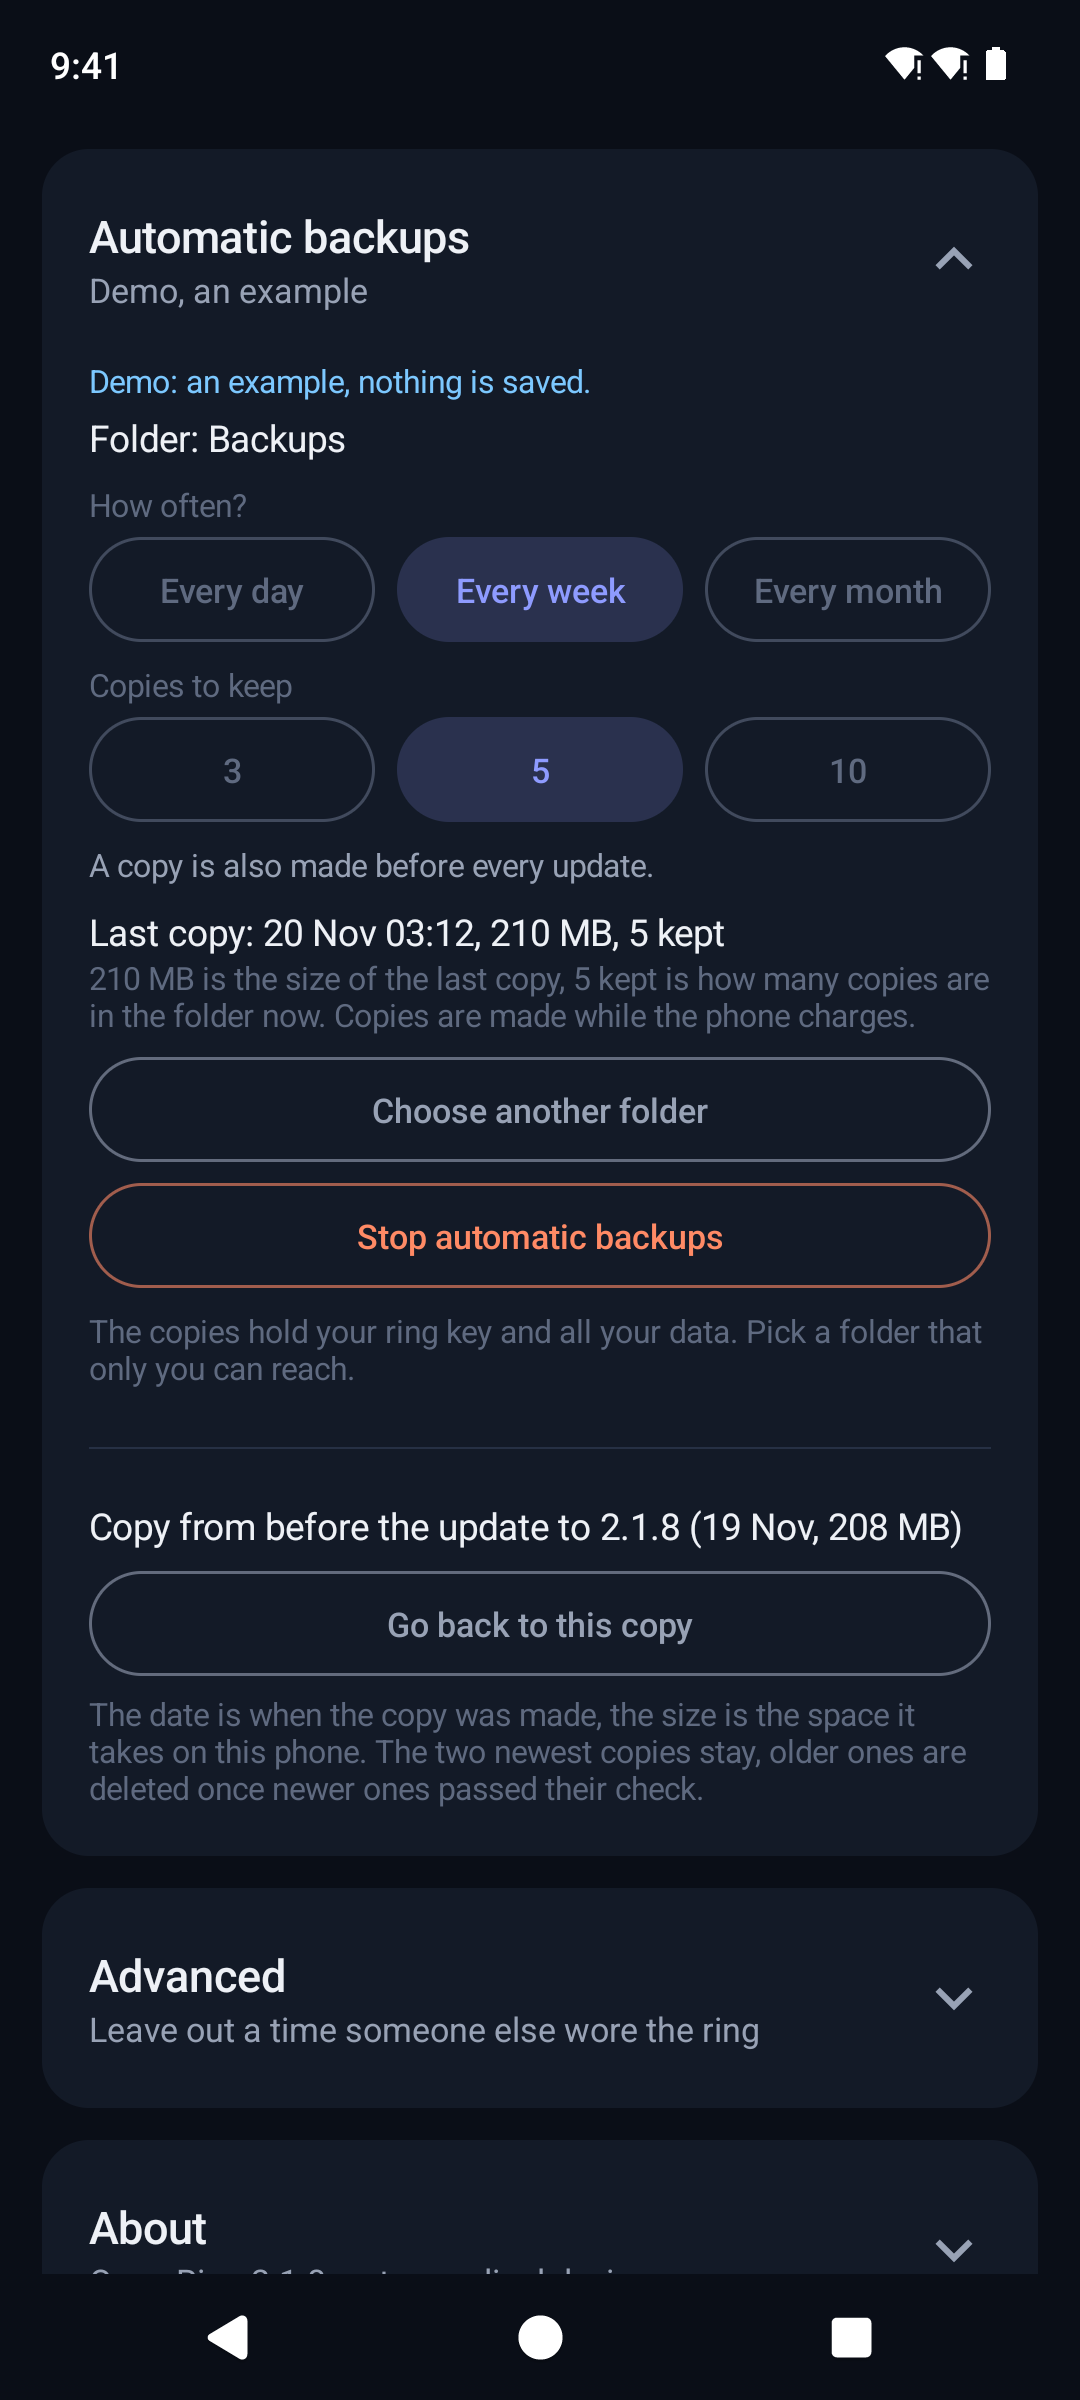 9:41
Automatic backups
Demo, an example
Demo: an example, nothing is saved.
Folder: Backups
How often?
Every day
Every week
Every month
Copies to keep
3
5
10
A copy is also made before every update.
Last copy: 20 Nov 03:12, 210 MB, 5 kept
210 MB is the size of the last copy, 5 kept is how many copies are
in the folder now. Copies are made while the phone charges.
Choose another folder
Stop automatic backups
The copies hold your ring key and all your data. Pick a folder that
only you can reach.
Copy from before the update to 2.1.8 (19 Nov, 208 MB)
Go back to this copy
The date is when the copy was made, the size is the space it
takes on this phone. The two newest copies stay, older ones are
deleted once newer ones passed their check.
Advanced
Leave out a time someone else wore the ring
About